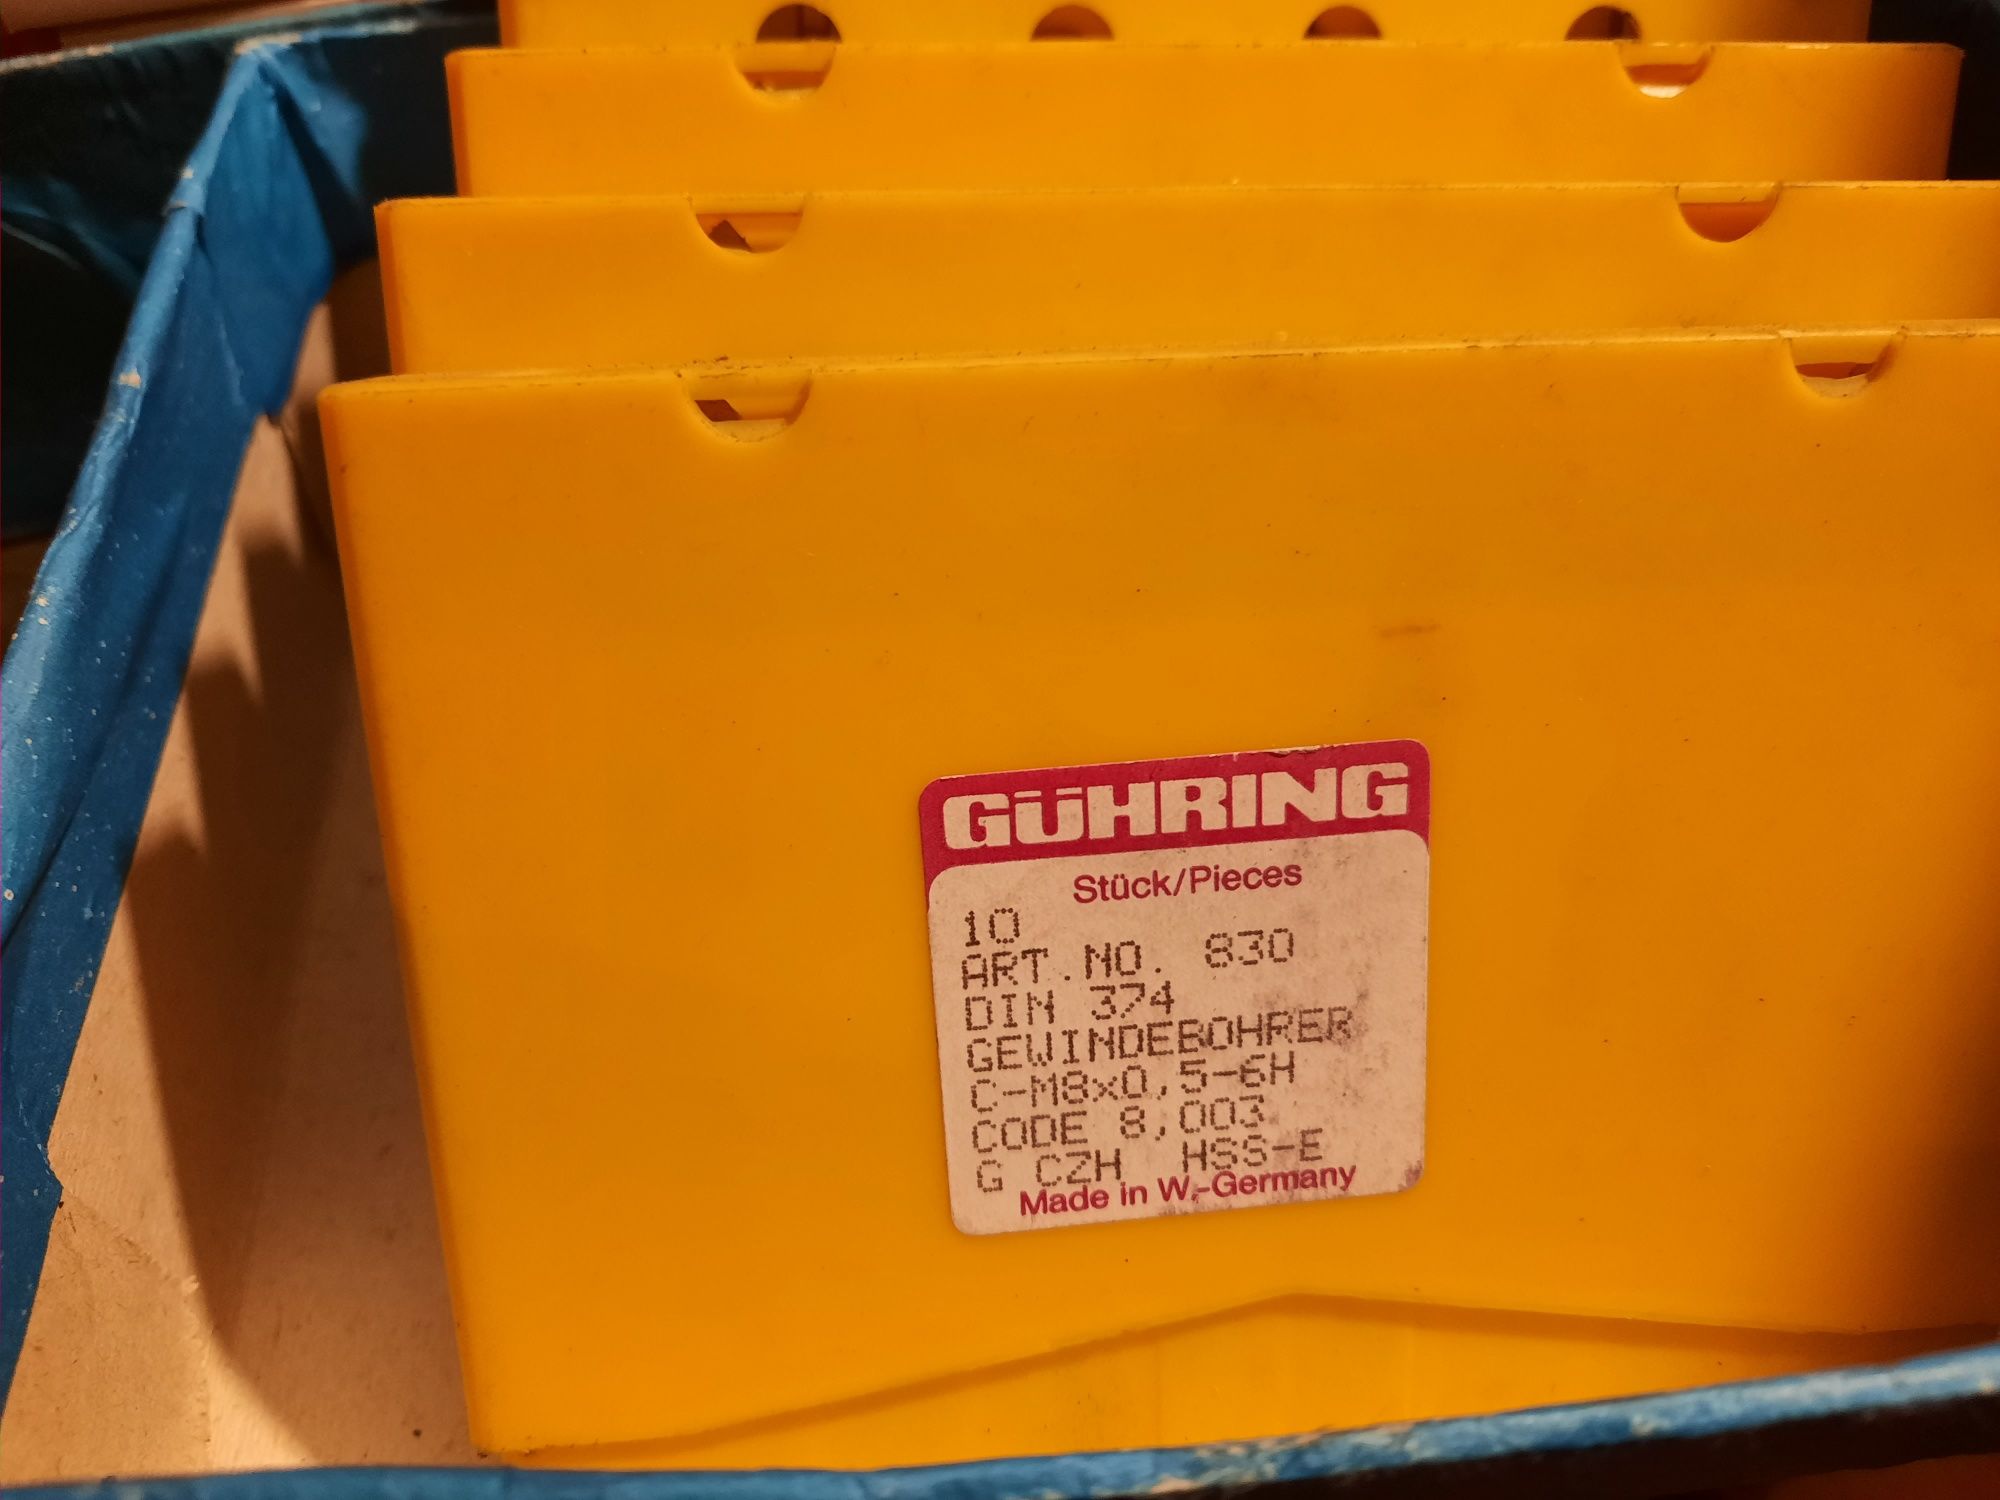 GÜHRING
Stück/Pieces
10
ART.NO. 830
DIN 374
GEWINDEBOHRER
C-M8x0,5-6H
CODE 8,003
G CZH HSS-E
Made in W.-Germany